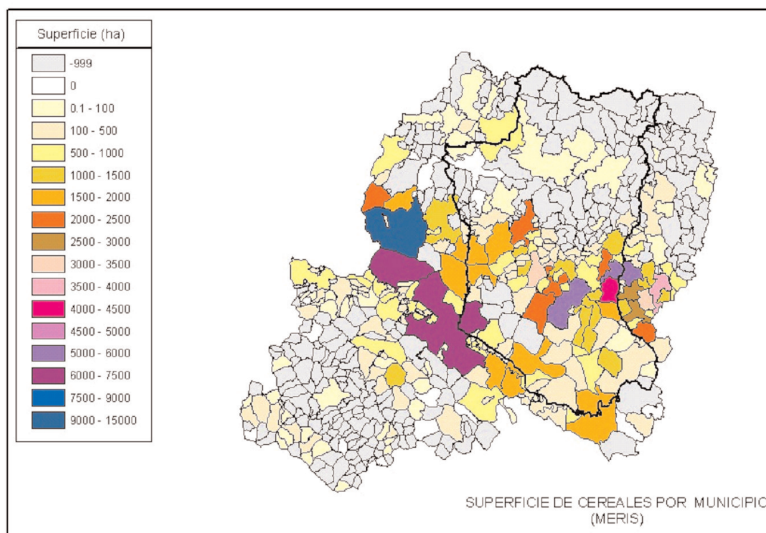 Superficie (ha)
-999
0
0.1 - 100
100 - 500
500 - 1000
1000 - 1500
1500 - 2000
2000 - 2500
2500 - 3000
3000 - 3500
3500 - 4000
4000 - 4500
4500 - 5000
5000 - 6000
6000 - 7500
7500 - 9000
9000 - 15000
SUPERFICIE DE CEREALES POR MUNICIPIO
(MERIS)